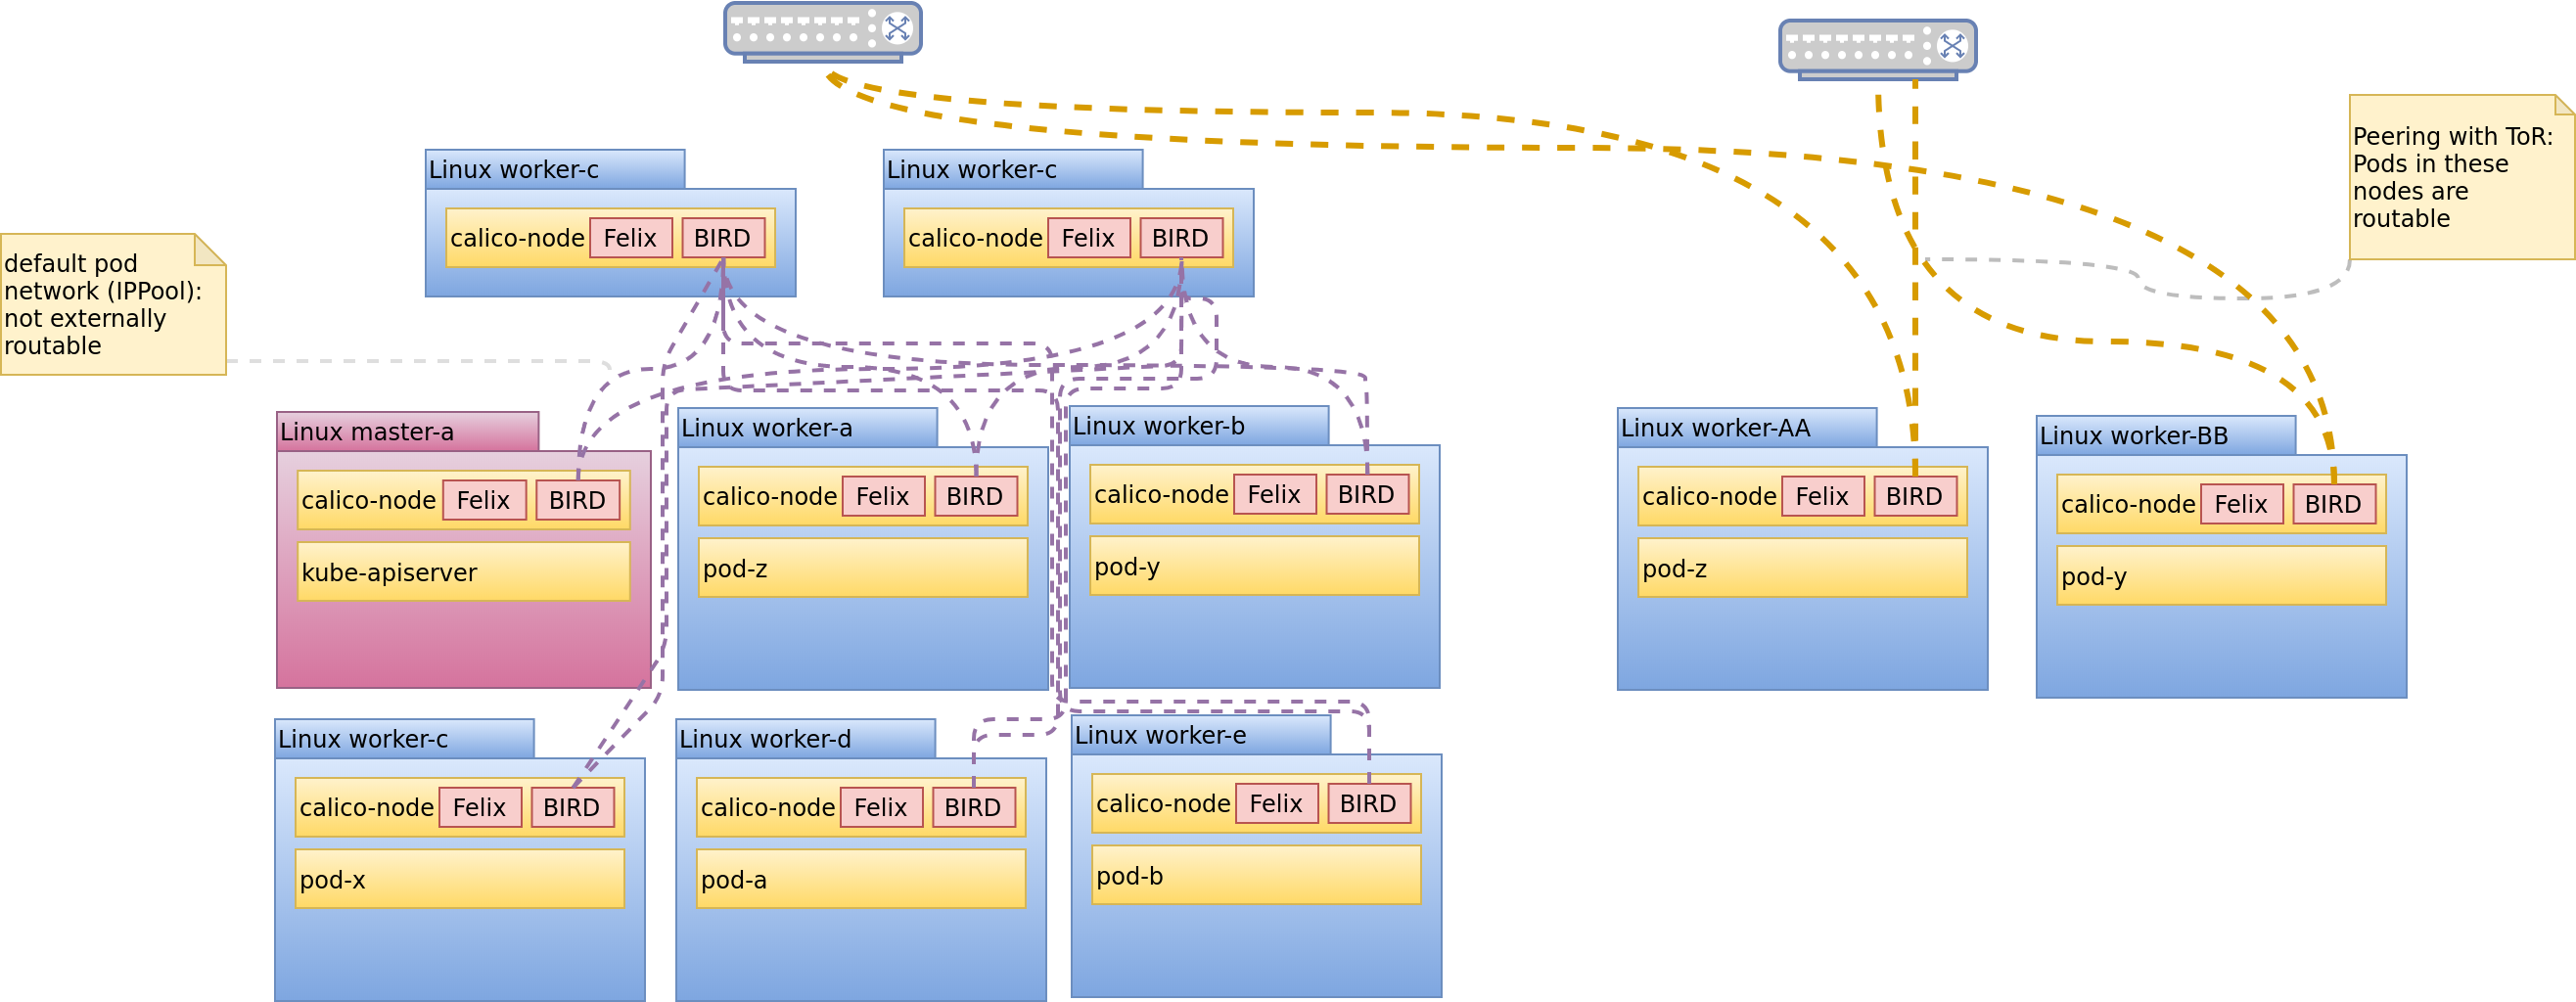 Peering with ToR:
Pods in these
nodes are
routable
Linux worker-c
calico-node Felix BIRD
Linux worker-c
calico-node Felix BIRD
default pod
network (IPPool):
not externally
routable
Linux master-a
calico-node Felix BIRD
kube-apiserver
Linux worker-a
calico-node Felix BIRD
pod-z
Linux worker-b
calico-node Felix BIRD
pod-y
Linux worker-AA
calico-node Felix BIRD
pod-z
Linux worker-BB
calico-node Felix BIRD
pod-y
Linux worker-c
calico-node Felix BIRD
pod-x
Linux worker-d
calico-node Felix BIRD
pod-a
Linux worker-e
calico-node Felix BIRD
pod-b